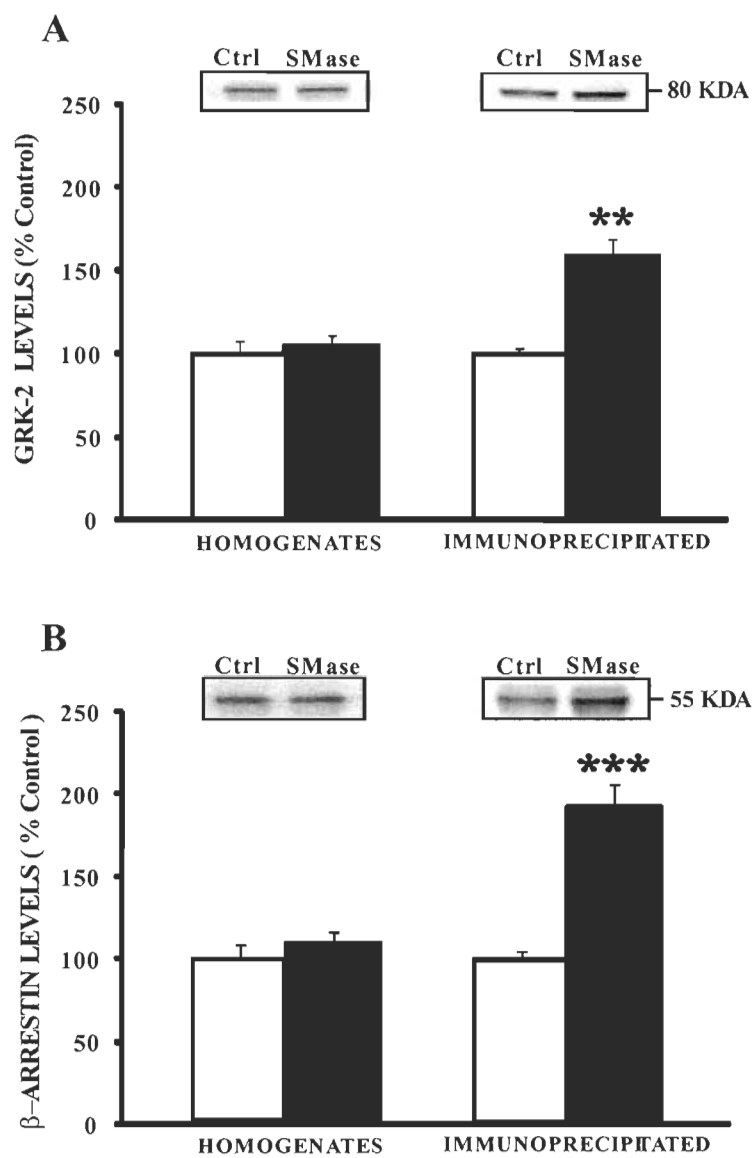 A
Ctrl SMase
Ctrl SMase
80 KDA
GRK-2 LEVELS (% Control)
250
200
150
100
50
0
**
HOMOGENATES
IMMUNOPRECIPITATED
B
Ctrl SMase
Ctrl SMase
55 KDA
β–ARRESTIN LEVELS ( % Control )
250
200
150
100
50
0
***
HOMOGENATES
IMMUNOPRECIPITATED